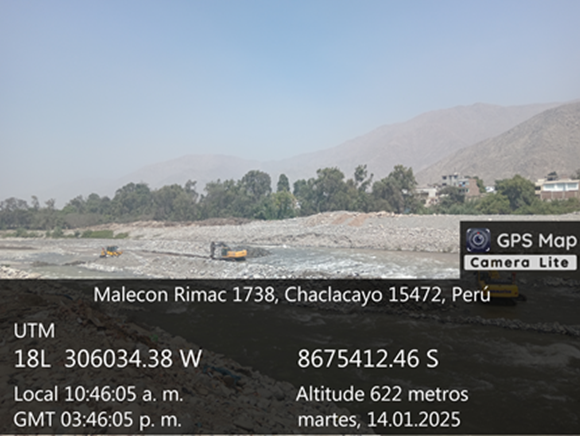 GPS Map
Camera Lite
Malecon Rimac 1738, Chaclacayo 15472, Perú
UTM
18L 306034.38 W 8675412.46 S
Local 10:46:05 a. m. Altitude 622 metros
GMT 03:46:05 p. m. martes, 14.01.2025